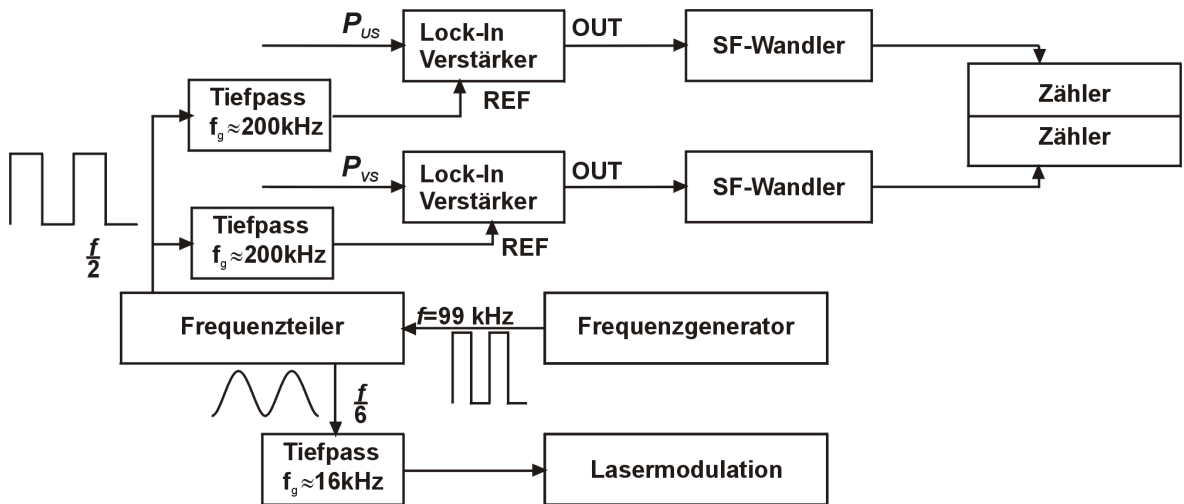 P_US
Lock-In
Verstärker
OUT
SF-Wandler
Zähler
Zähler
Tiefpass
f_g≈200kHz
REF
P_VS
Lock-In
Verstärker
OUT
SF-Wandler
Tiefpass
f_g≈200kHz
REF
f/2
Frequenzteiler
f=99 kHz
Frequenzgenerator
f/6
Tiefpass
f_g≈16kHz
Lasermodulation